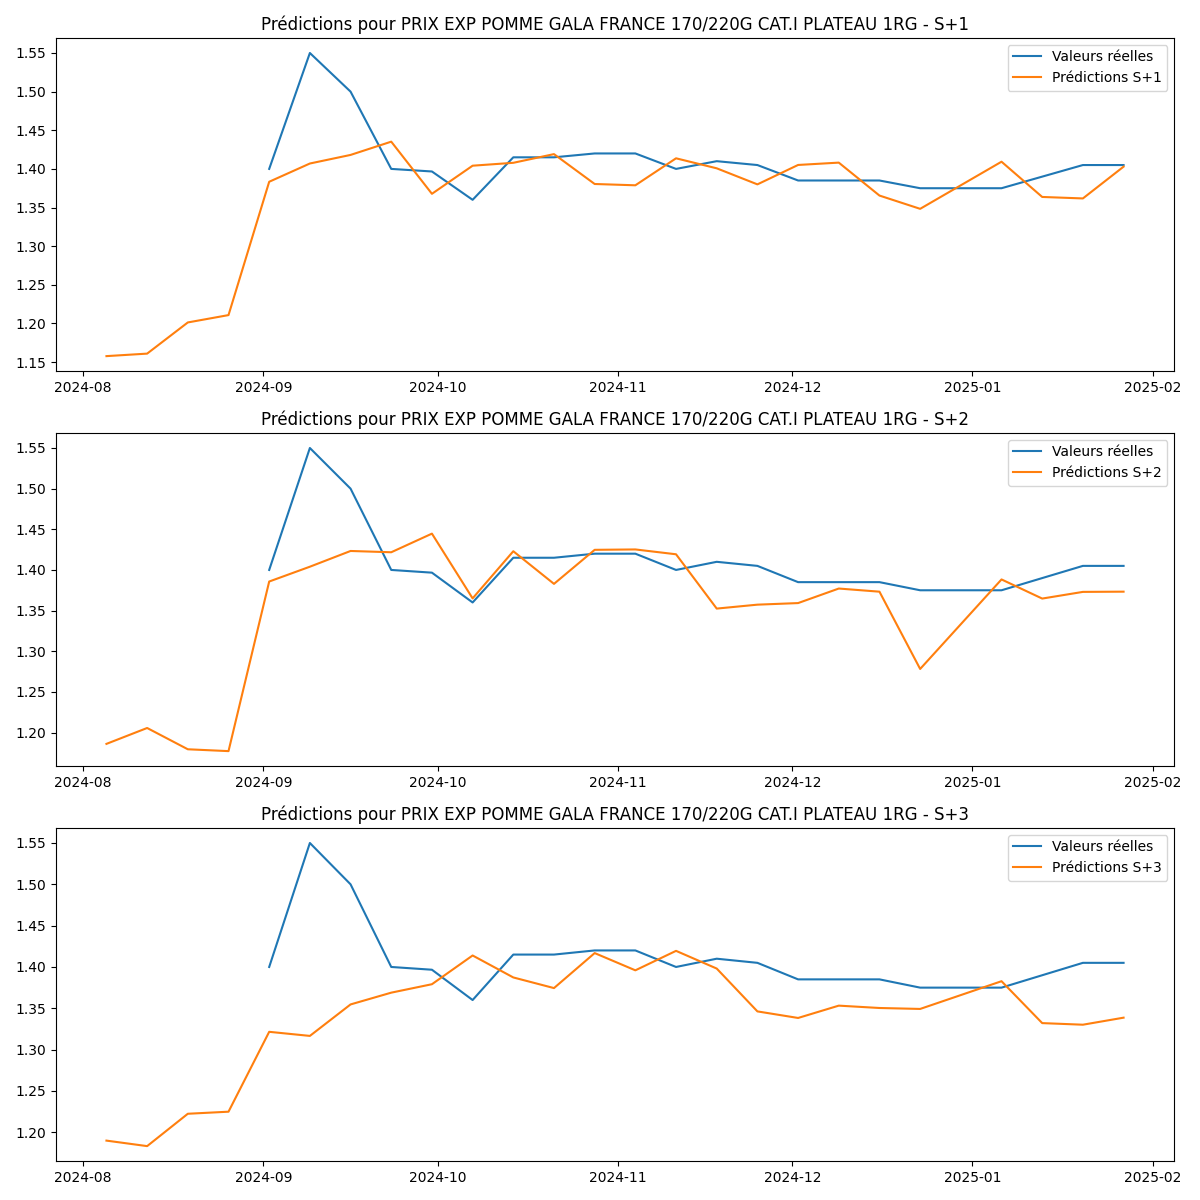 Prédictions pour PRIX EXP POMME GALA FRANCE 170/220G CAT.I PLATEAU 1RG - S+1
Valeurs réelles
Prédictions S+1
1.55
1.50
1.45
1.40
1.35
1.30
1.25
1.20
1.15
2024-08 2024-09 2024-10 2024-11 2024-12 2025-01 2025-02
Prédictions pour PRIX EXP POMME GALA FRANCE 170/220G CAT.I PLATEAU 1RG - S+2
Valeurs réelles
Prédictions S+2
1.55
1.50
1.45
1.40
1.35
1.30
1.25
1.20
2024-08 2024-09 2024-10 2024-11 2024-12 2025-01 2025-02
Prédictions pour PRIX EXP POMME GALA FRANCE 170/220G CAT.I PLATEAU 1RG - S+3
Valeurs réelles
Prédictions S+3
1.55
1.50
1.45
1.40
1.35
1.30
1.25
1.20
2024-08 2024-09 2024-10 2024-11 2024-12 2025-01 2025-02